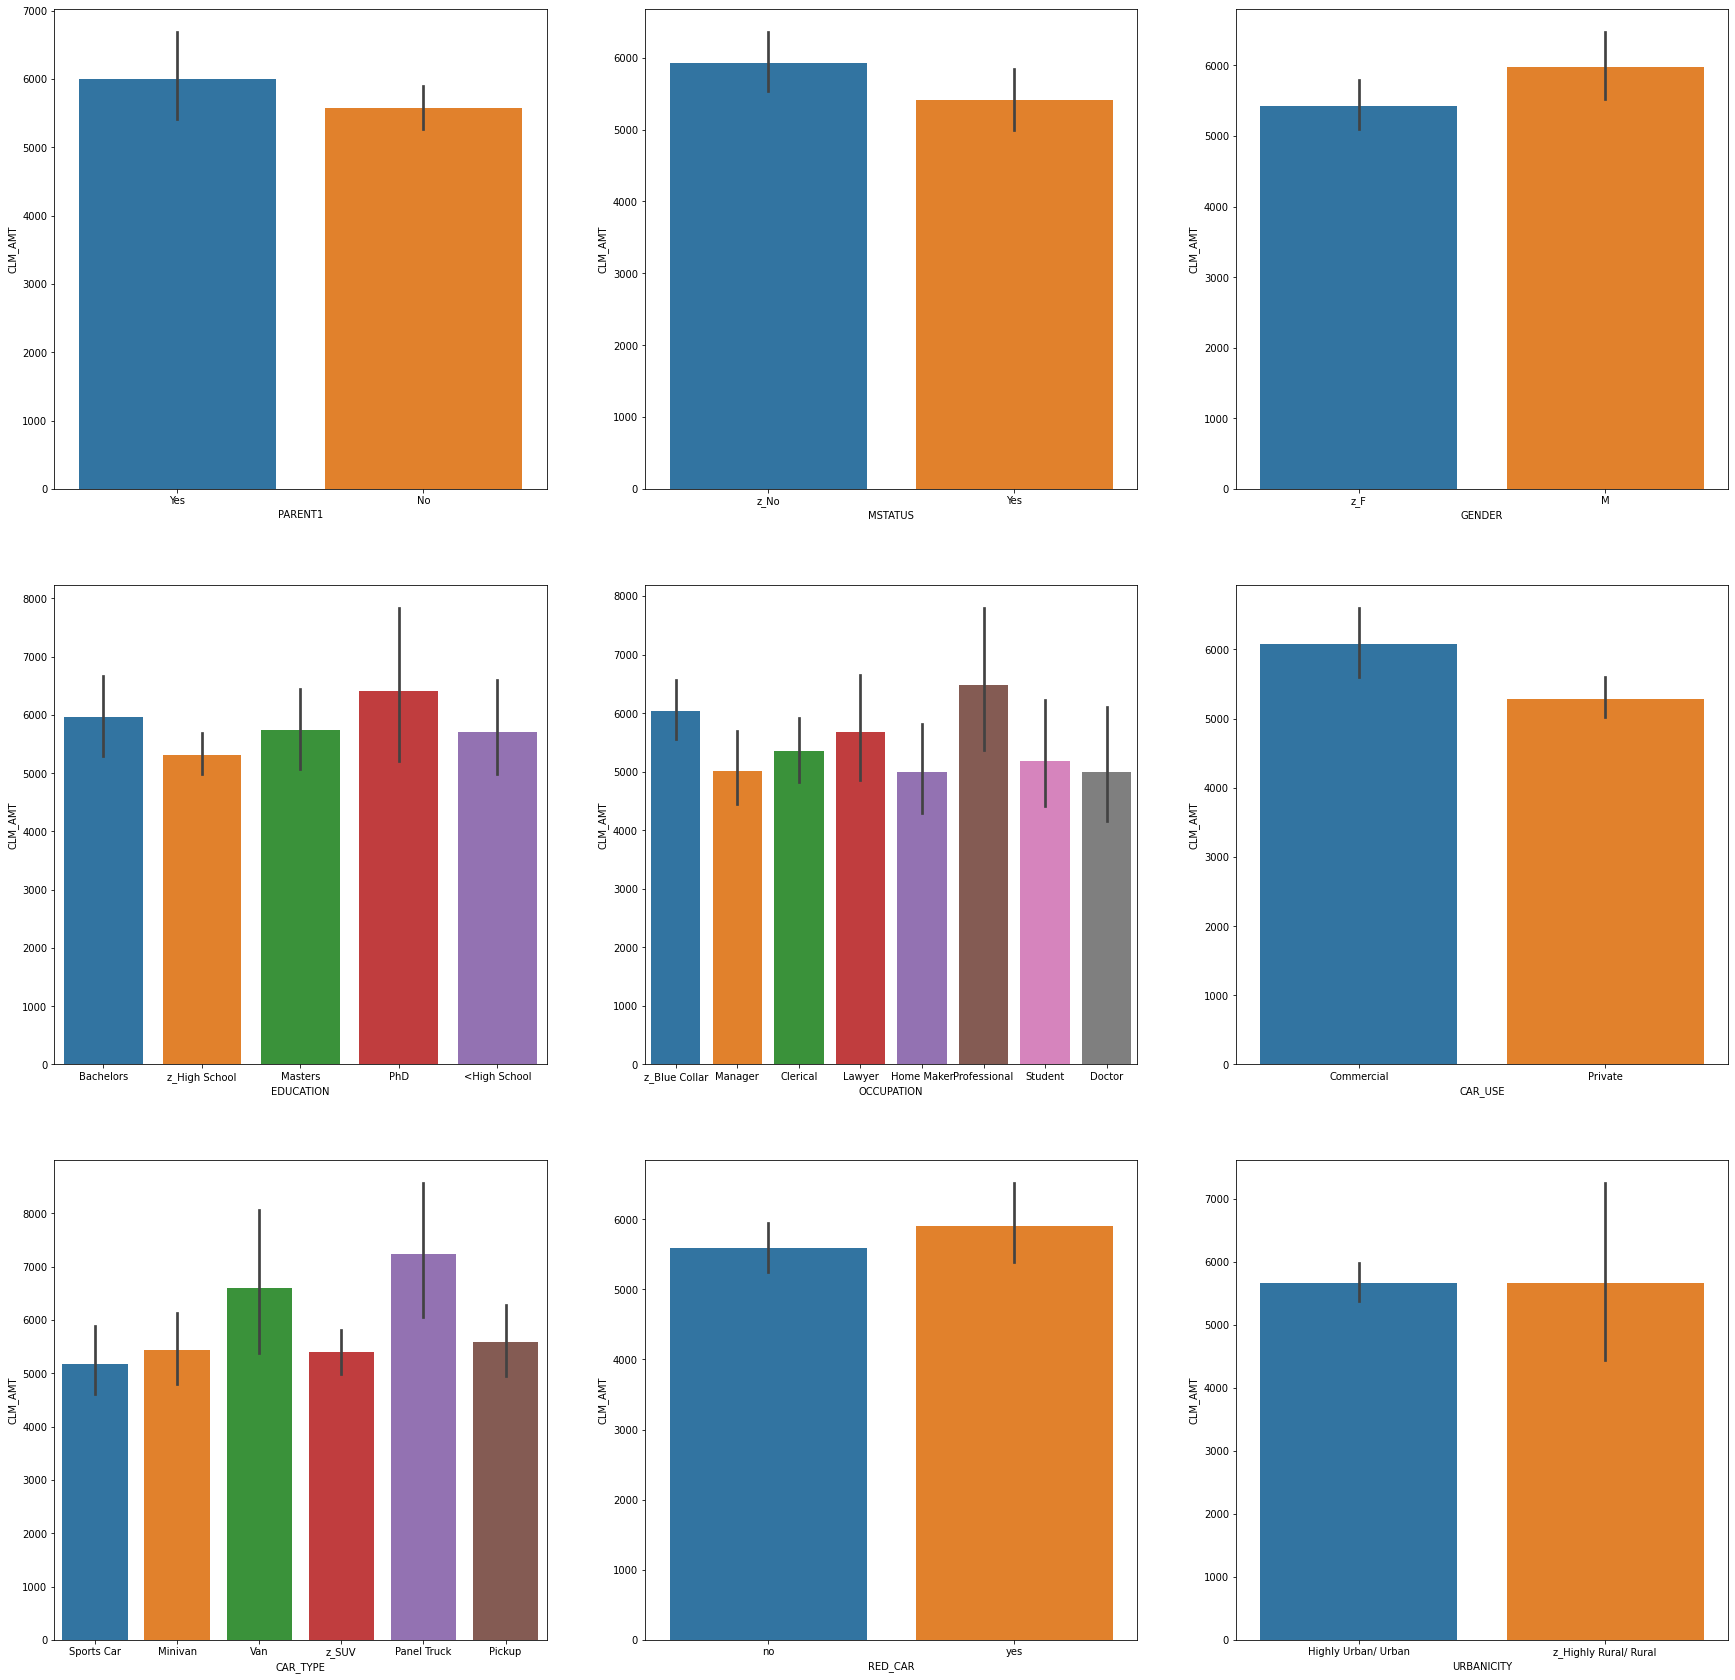 7000
6000
5000
4000
3000
2000
1000
0
CLM_AMT
Yes No
PARENT1
6000
5000
4000
3000
2000
1000
0
CLM_AMT
z_No Yes
MSTATUS
6000
5000
4000
3000
2000
1000
0
CLM_AMT
z_F M
GENDER
8000
7000
6000
5000
4000
3000
2000
1000
0
CLM_AMT
Bachelors z_High School Masters PhD <High School
EDUCATION
8000
7000
6000
5000
4000
3000
2000
1000
0
CLM_AMT
z_Blue Collar Manager Clerical Lawyer Home Maker Professional Student Doctor
OCCUPATION
6000
5000
4000
3000
2000
1000
0
CLM_AMT
Commercial Private
CAR_USE
8000
7000
6000
5000
4000
3000
2000
1000
0
CLM_AMT
Sports Car Minivan Van z_SUV Panel Truck Pickup
CAR_TYPE
6000
5000
4000
3000
2000
1000
0
CLM_AMT
no yes
RED_CAR
7000
6000
5000
4000
3000
2000
1000
0
CLM_AMT
Highly Urban/ Urban z_Highly Rural/ Rural
URBANICITY